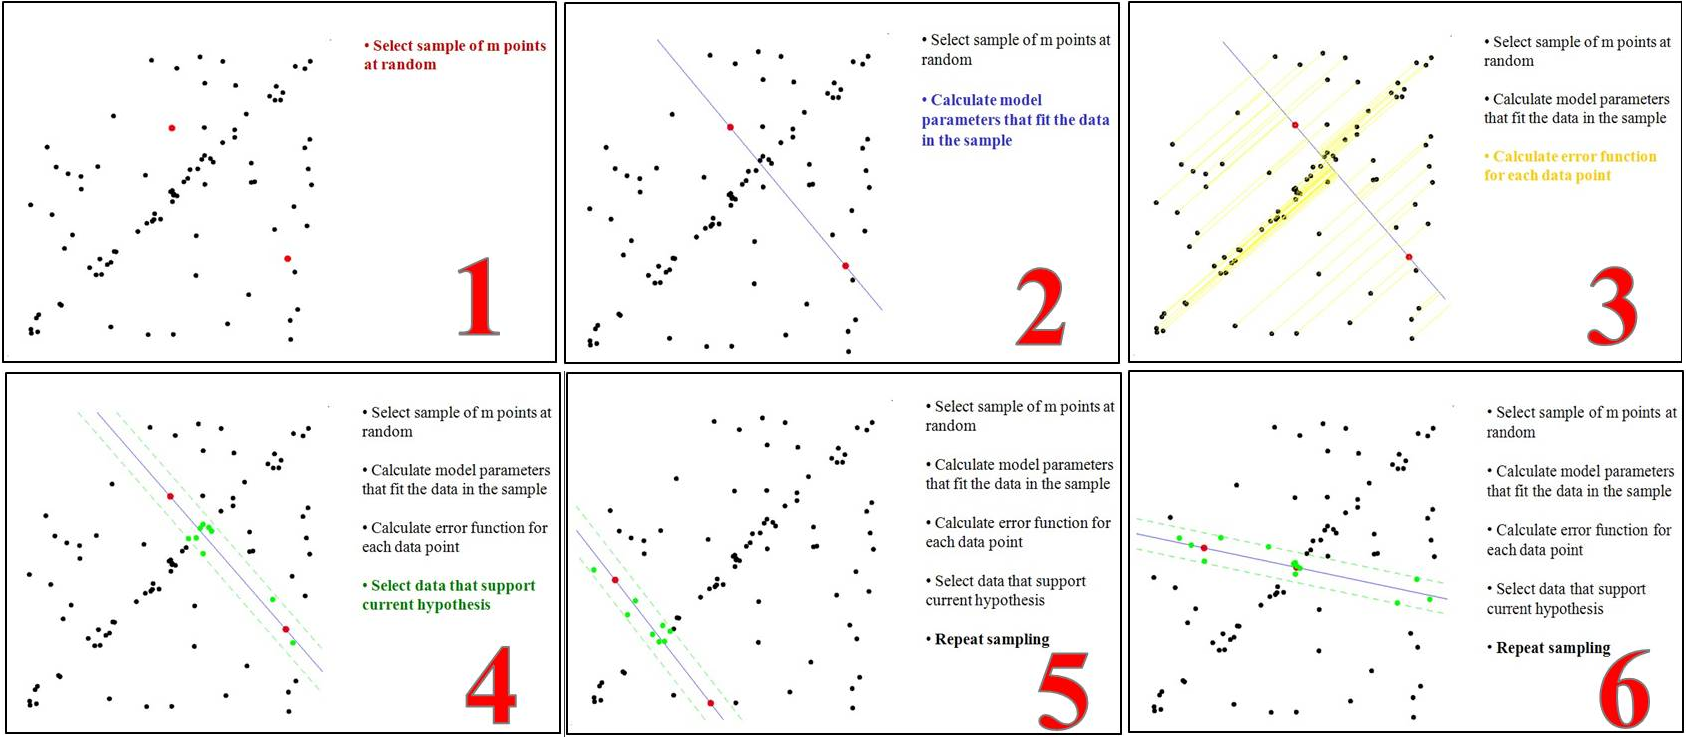 • Select sample of m points
at random
1
• Select sample of m points at
random
• Calculate model
parameters that fit the data
in the sample
2
• Select sample of m points at
random
• Calculate model parameters
that fit the data in the sample
• Calculate error function
for each data point
3
• Select sample of m points at
random
• Calculate model parameters
that fit the data in the sample
• Calculate error function for
each data point
• Select data that support
current hypothesis
4
• Select sample of m points at
random
• Calculate model parameters
that fit the data in the sample
• Calculate error function for
each data point
• Select data that support
current hypothesis
• Repeat sampling
5
• Select sample of m points at
random
• Calculate model parameters
that fit the data in the sample
• Calculate error function for
each data point
• Select data that support
current hypothesis
• Repeat sampling
6